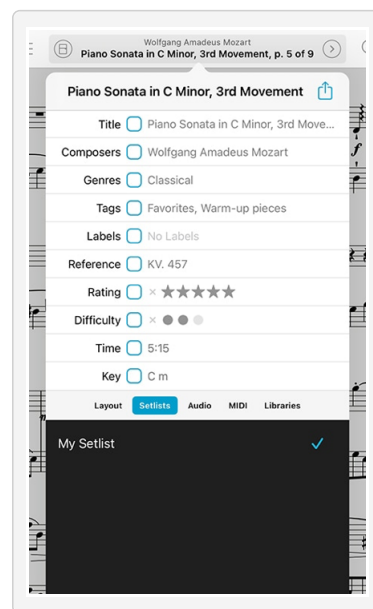 Wolfgang Amadeus Mozart
Piano Sonata in C Minor, 3rd Movement, p. 5 of 9
Piano Sonata in C Minor, 3rd Movement
Title Piano Sonata in C Minor, 3rd Move...
Composers Wolfgang Amadeus Mozart
Genres Classical
Tags Favorites, Warm-up pieces
Labels No Labels
Reference KV. 457
Rating × ★★★★★
Difficulty ×
Time 5:15
Key C m
Layout Setlists Audio MIDI Libraries
My Setlist